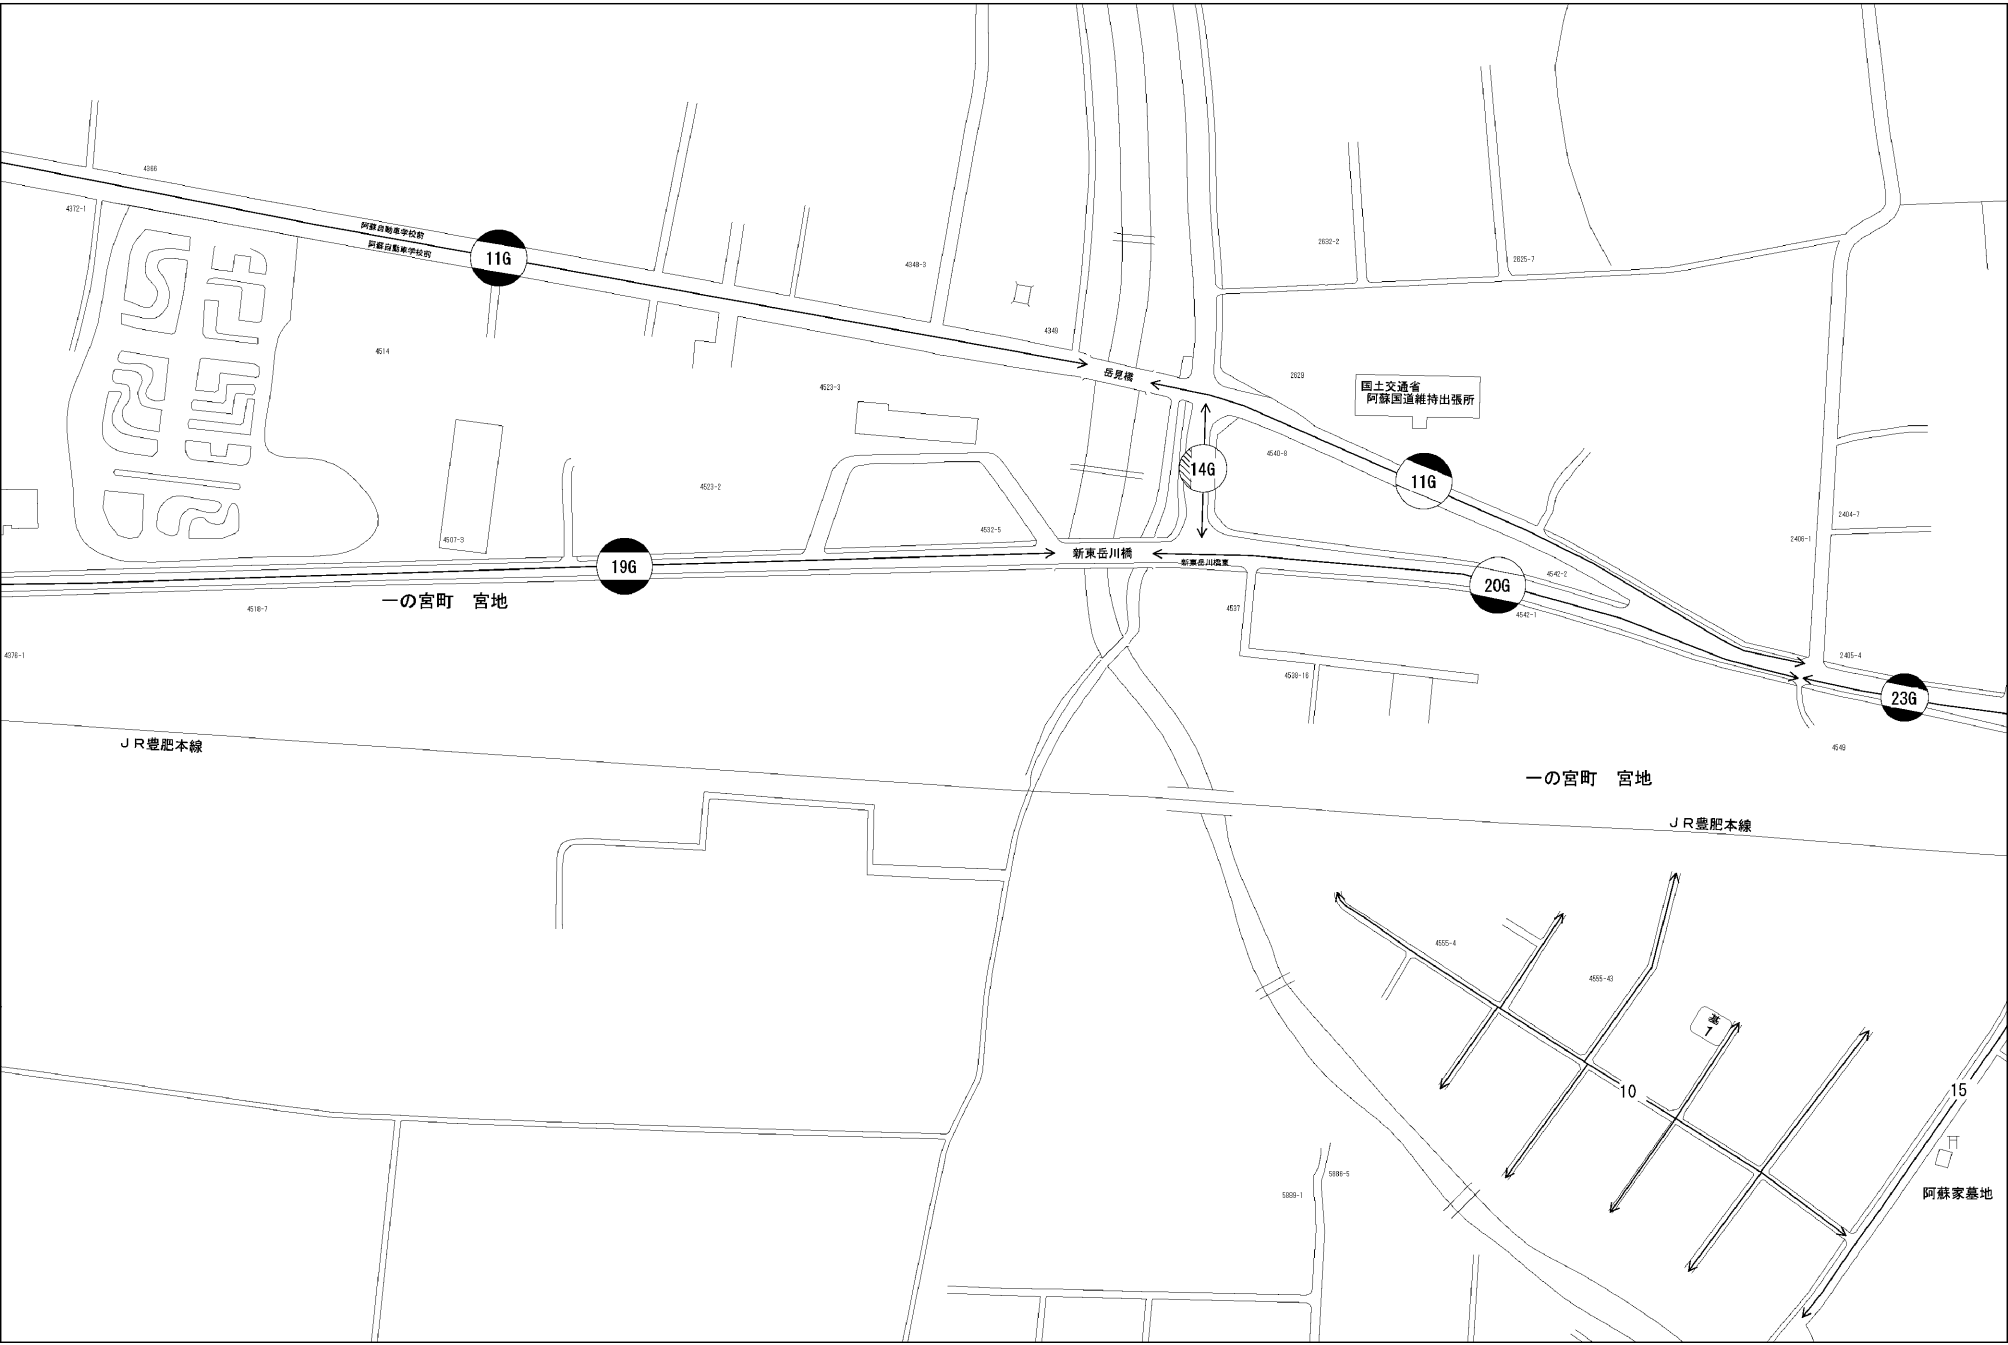 4366
4372-1
阿蘇自動車学校前
阿蘇自動車学校前
11G
4348-3
2632-2
2625-7
4349
4514
岳見橋
4523-3
2629
国土交通省
阿蘇国道維持出張所
4540-8
14G
11G
4523-2
4532-5
4507-3
2404-7
2406-1
19G
新東岳川橋
新東岳川橋東
20G
4542-2
一の宮町 宮地
4518-7
4537
4542-1
4376-1
2405-4
4598-16
23G
JR豊肥本線
4549
一の宮町 宮地
JR豊肥本線
4555-4
4555-43
基
1
10
15
5886-5
5889-1
阿蘇家墓地